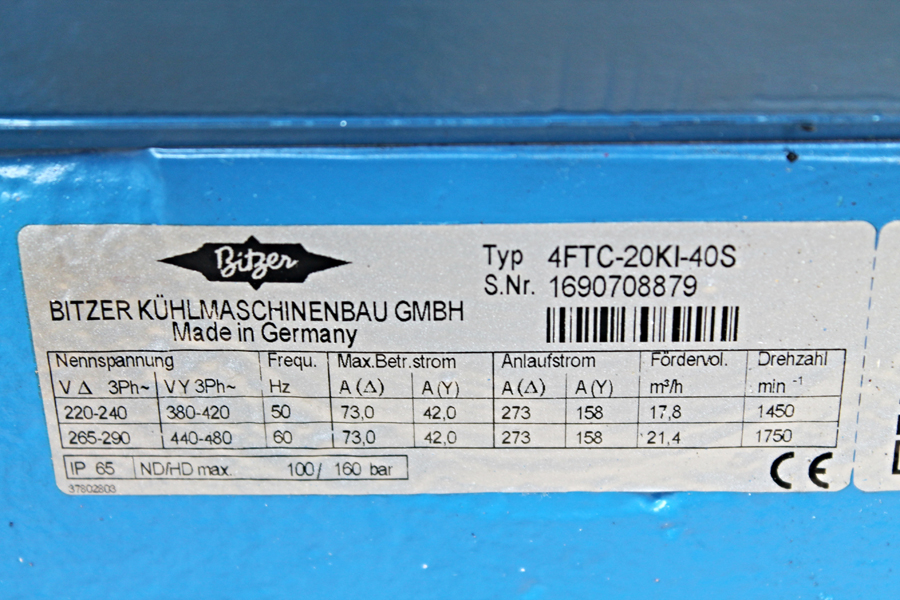 Bitzer
BITZER KÜHLMASCHINENBAU GMBH
Made in Germany
Typ 4FTC-20KI-40S
S.Nr. 1690708879
Nennspannung Frequ. Max.Betr.strom Anlaufstrom Fördervol. Drehzahl
V Δ 3Ph~ V Y 3Ph~ Hz A (Δ) A (Y) A (Δ) A (Y) m³/h min -1
220-240 380-420 50 73,0 42,0 273 158 17,8 1450
265-290 440-480 60 73,0 42,0 273 158 21,4 1750
IP 65 ND/HD max. 100/ 160 bar
CE
37802803